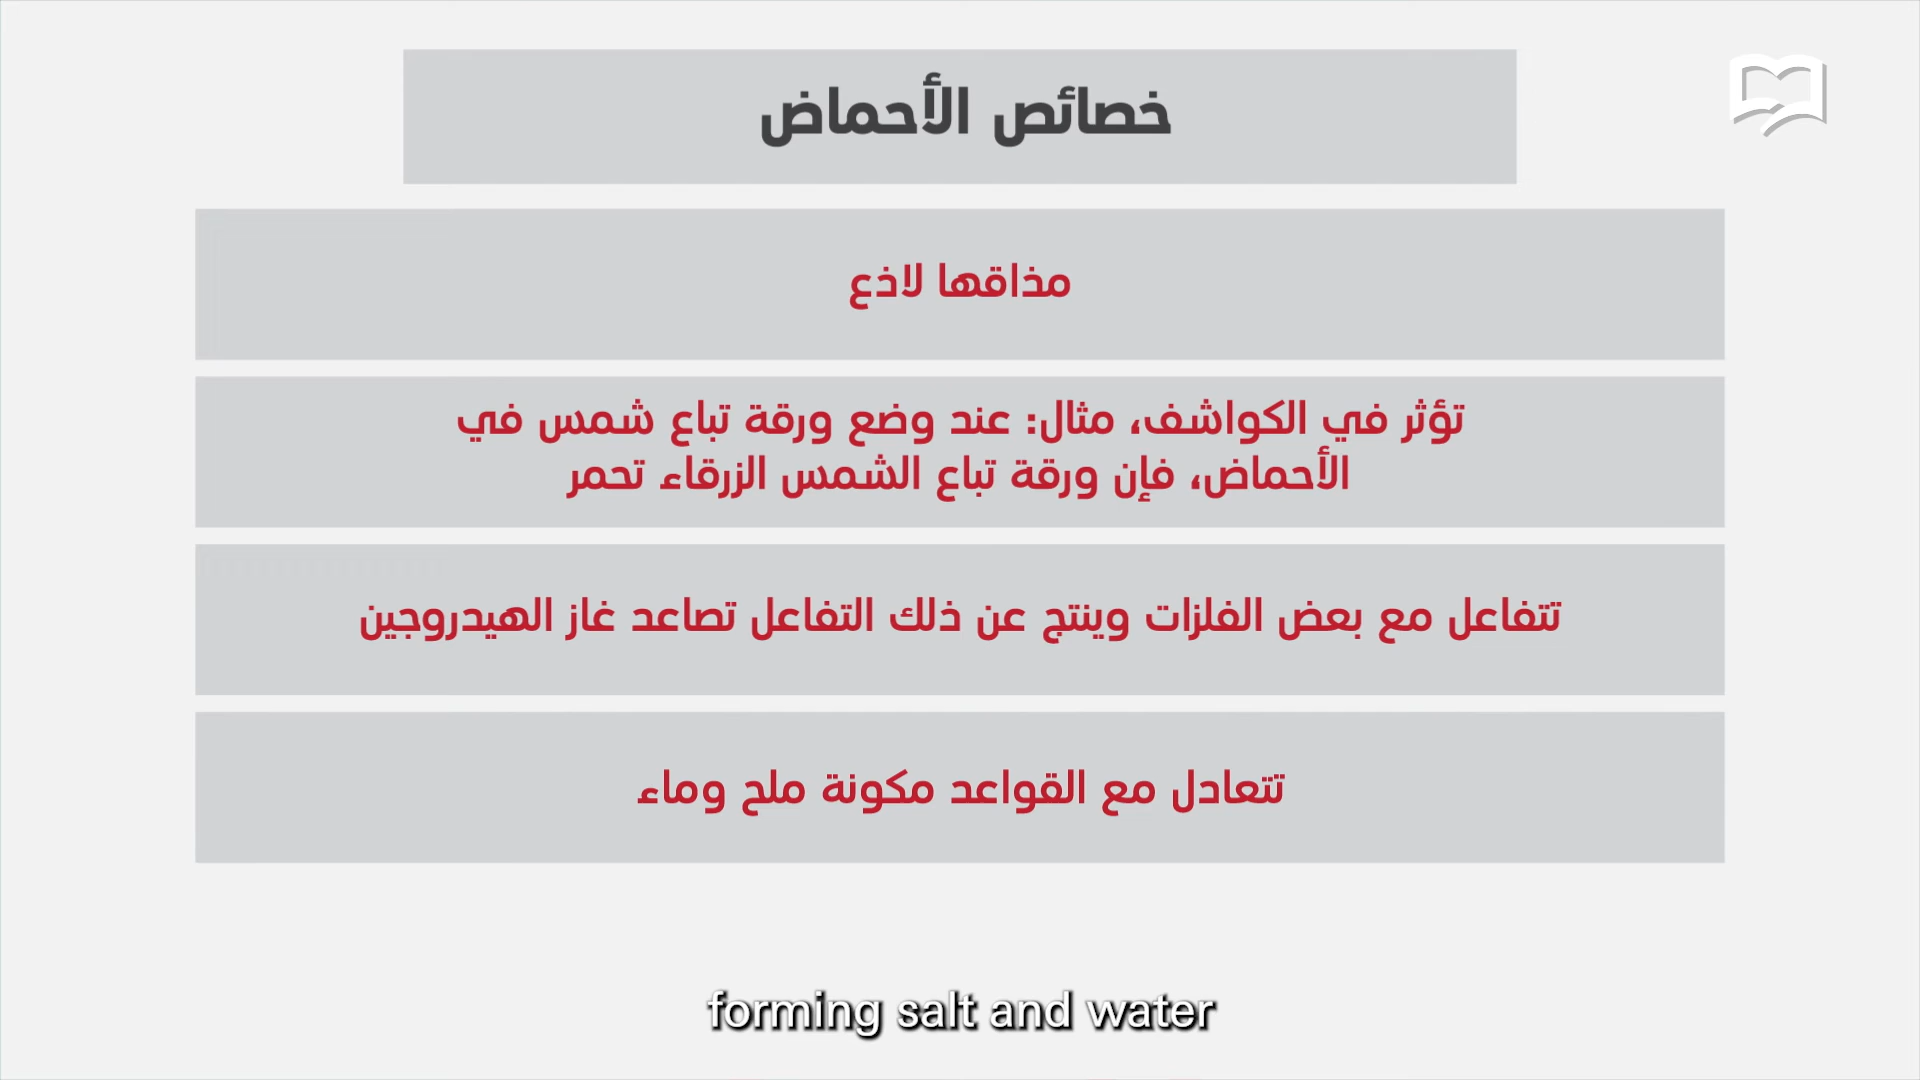 خصائص الأحماض
مذاقها لاذع
تؤثر في الكواشف، مثال: عند وضع ورقة تباع شمس في
الأحماض، فإن ورقة تباع الشمس الزرقاء تحمر
تتفاعل مع بعض الفلزات وينتج عن ذلك التفاعل تصاعد غاز الهيدروجين
تتعادل مع القواعد مكونة ملح وماء
forming salt and water